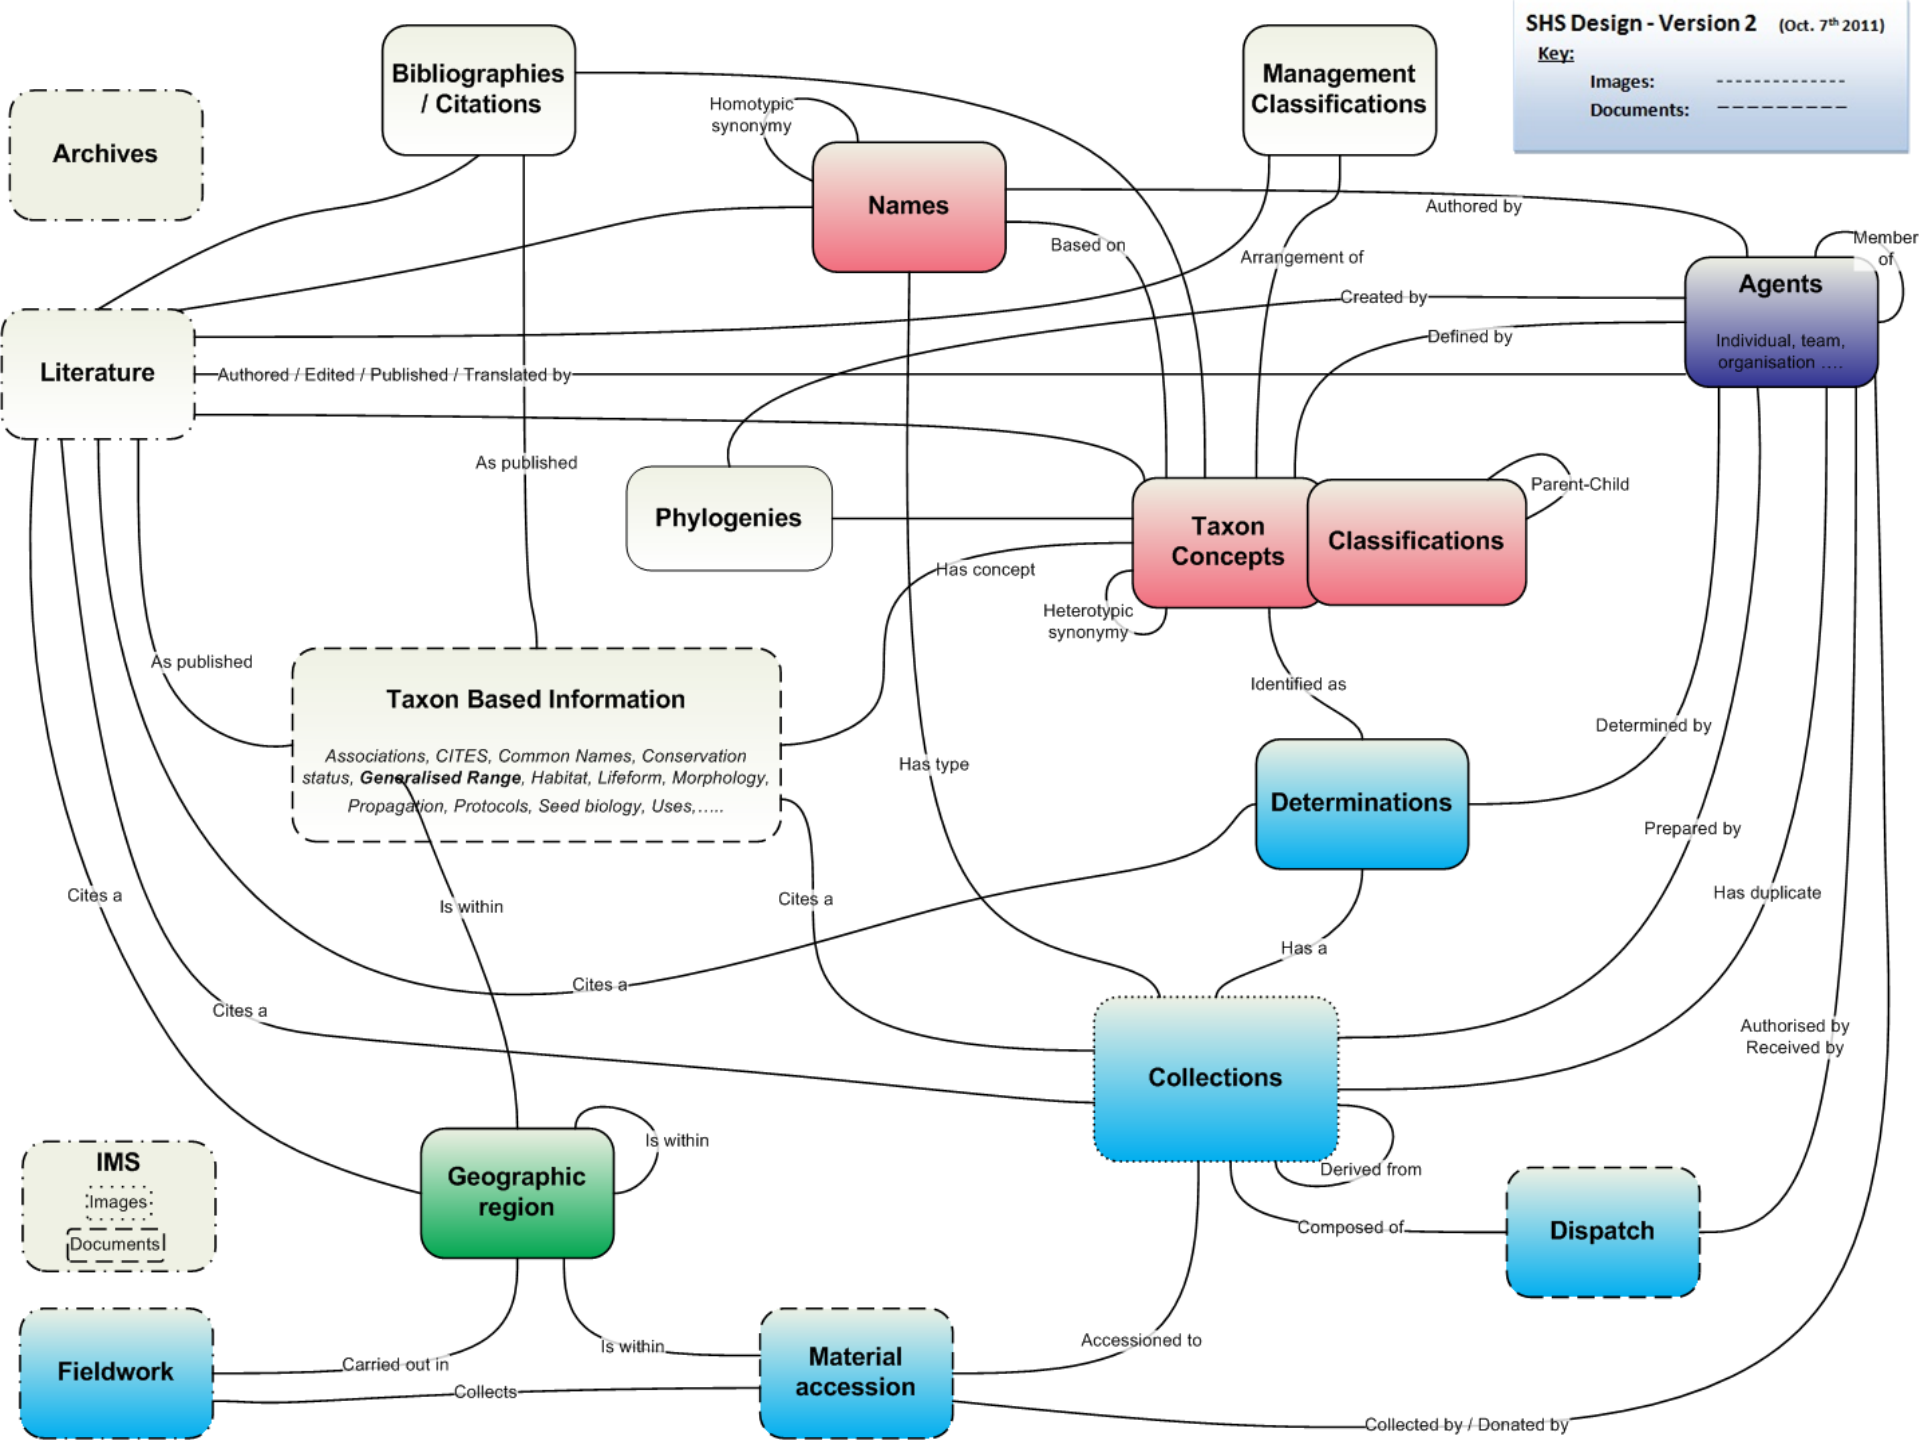 SHS Design - Version 2 (Oct. 7th 2011)
Key:
Images:
Documents:
Bibliographies
/ Citations
Management
Classifications
Homotypic
synonymy
Archives
Names
Authored by
Based on
Arrangement of
Member
of
Agents
Individual, team,
organisation ....
Created by
Defined by
Literature
Authored / Edited / Published / Translated by
As published
Phylogenies
Parent-Child
Taxon
Concepts
Classifications
Has concept
Heterotypic
synonymy
As published
Identified as
Taxon Based Information
Associations, CITES, Common Names, Conservation
status, Generalised Range, Habitat, Lifeform, Morphology,
Propagation, Protocols, Seed biology, Uses,.....
Determined by
Has type
Determinations
Prepared by
Cites a
Is within
Cites a
Has duplicate
Has a
Cites a
Cites a
Authorised by
Received by
Collections
Is within
IMS
Images
Documents
Geographic
region
Derived from
Composed of
Dispatch
Accessioned to
Is within
Carried out in
Fieldwork
Collects
Material
accession
Collected by / Donated by